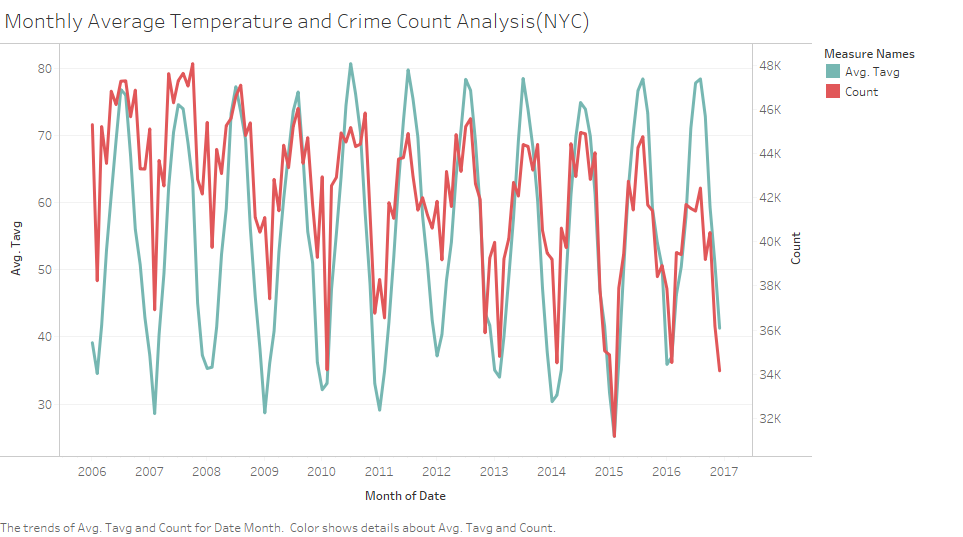 Monthly Average Temperature and Crime Count Analysis(NYC)
Measure Names
Avg. Tavg
Count
80
70
60
50
40
30
Avg. Tavg
48K
46K
44K
42K
40K
38K
36K
34K
32K
Count
2006 2007 2008 2009 2010 2011 2012 2013 2014 2015 2016 2017
Month of Date
The trends of Avg. Tavg and Count for Date Month. Color shows details about Avg. Tavg and Count.